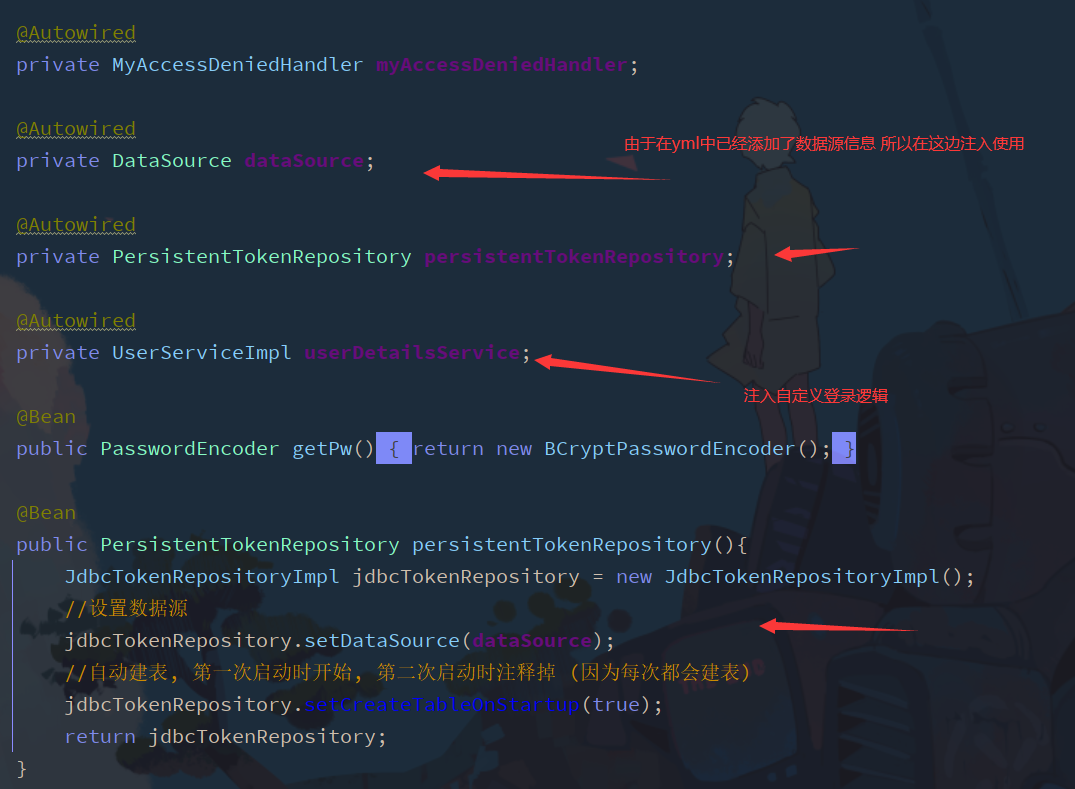 @Autowired
private MyAccessDeniedHandler myAccessDeniedHandler;
@Autowired
由于在yml中已经添加了数据源信息 所以在这边注入使用
private DataSource dataSource;
@Autowired
private PersistentTokenRepository persistentTokenRepository;
@Autowired
private UserServiceImpl userDetailsService;
注入自定义登录逻辑
@Bean
public PasswordEncoder getPw() { return new BCryptPasswordEncoder(); }
@Bean
public PersistentTokenRepository persistentTokenRepository(){
JdbcTokenRepositoryImpl jdbcTokenRepository = new JdbcTokenRepositoryImpl();
//设置数据源
jdbcTokenRepository.setDataSource(dataSource);
//自动建表, 第一次启动时开始, 第二次启动时注释掉 (因为每次都会建表)
jdbcTokenRepository.setCreateTableOnStartup(true);
return jdbcTokenRepository;
}